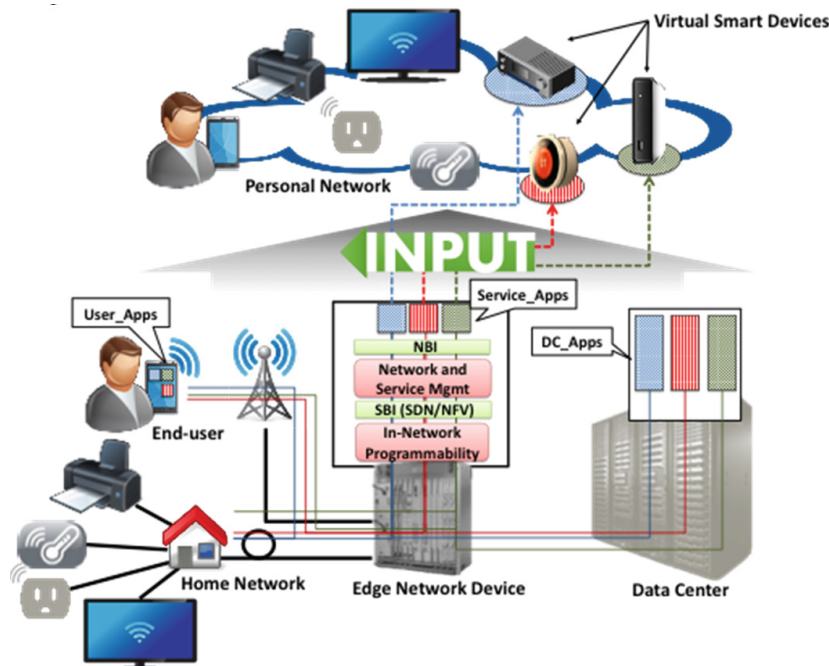 Virtual Smart Devices
Personal Network
INPUT
Service_Apps
User_Apps
DC_Apps
NBI
Network and
Service Mgmt
SBI (SDN/NFV)
In-Network
Programmability
End-user
Home Network
Edge Network Device
Data Center